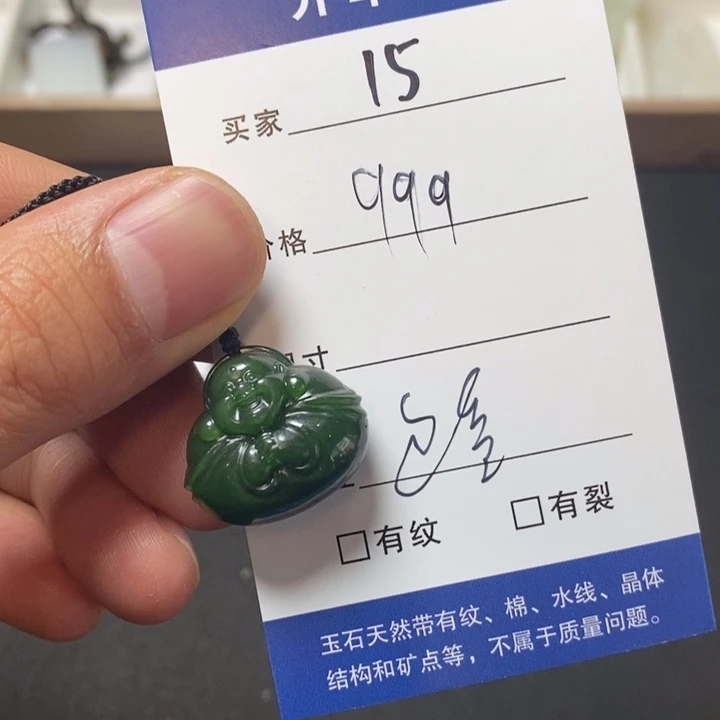 买家 15
价格 999
寸
□有纹 □有裂
玉石天然带有纹、棉、水线、晶体
结构和矿点等，不属于质量问题。